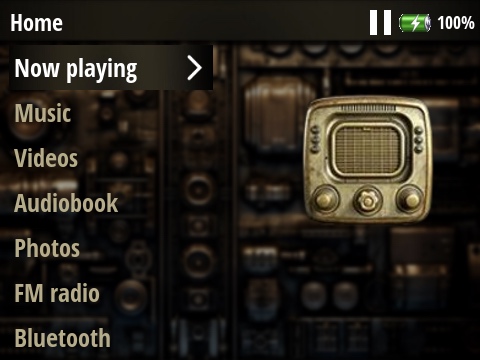 Home
100%
Now playing
Music
Videos
Audiobook
Photos
FM radio
Bluetooth